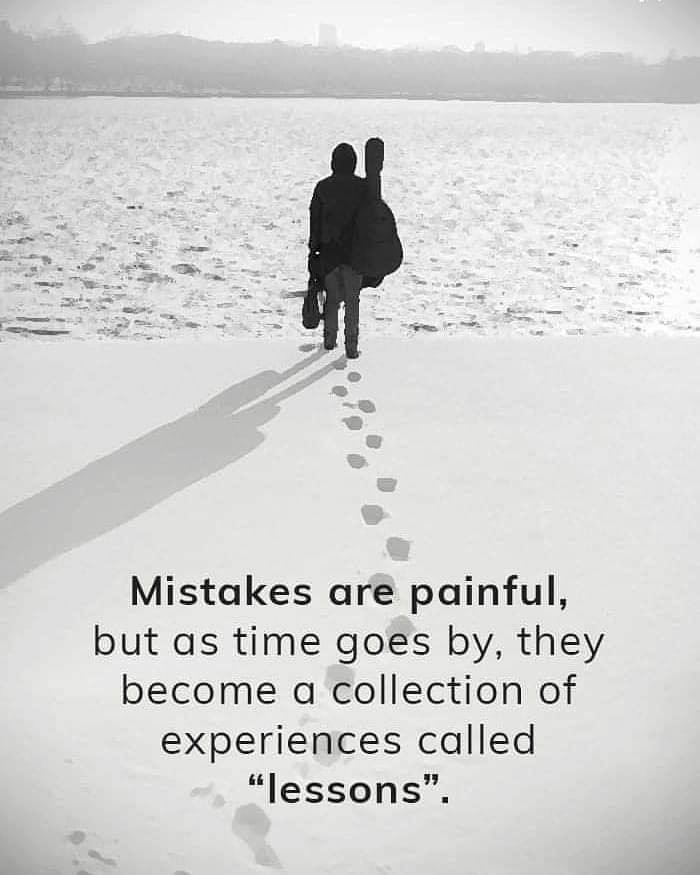 Mistakes are painful,
but as time goes by, they
become a collection of
experiences called
“lessons”.